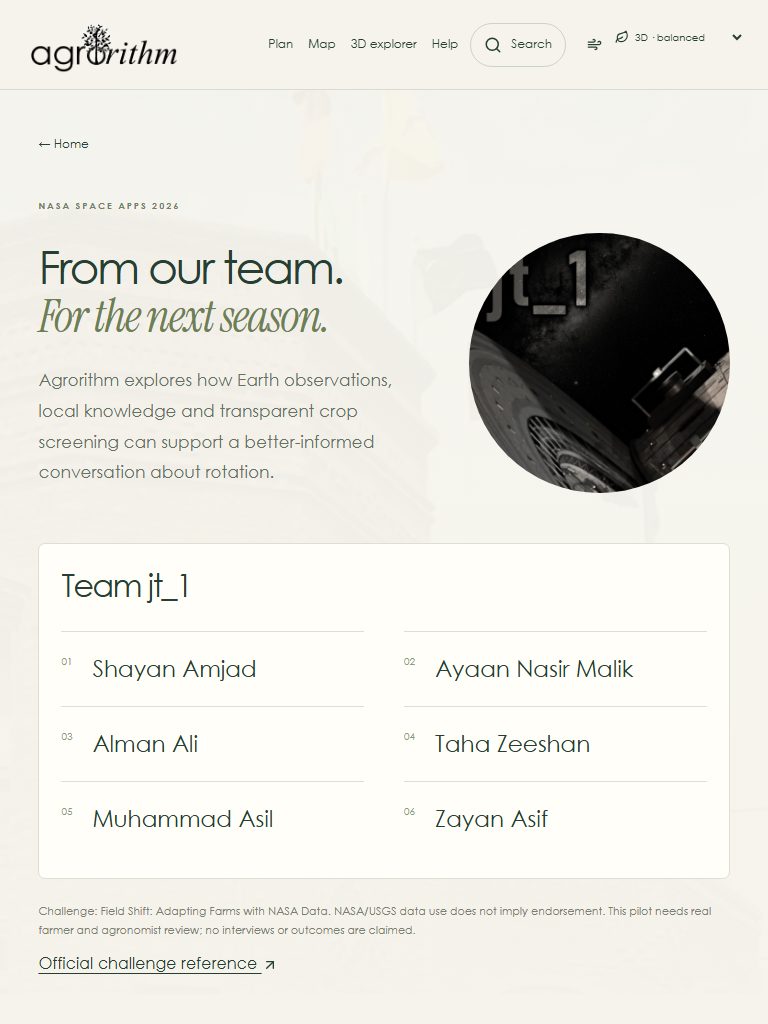 agrorithm
Plan Map 3D explorer Help Search 3D · balanced
← Home
NASA SPACE APPS 2026
From our team.
For the next season.
jt_1
Agrorithm explores how Earth observations,
local knowledge and transparent crop
screening can support a better-informed
conversation about rotation.
Team jt_1
01 Shayan Amjad
02 Ayaan Nasir Malik
03 Alman Ali
04 Taha Zeeshan
05 Muhammad Asil
06 Zayan Asif
Challenge: Field Shift: Adapting Farms with NASA Data. NASA/USGS data use does not imply endorsement. This pilot needs real
farmer and agronomist review; no interviews or outcomes are claimed.
Official challenge reference ↗